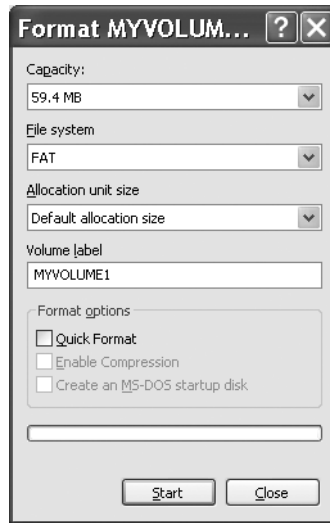 Format MYVOLUM... ? X
Capacity:
59.4 MB
File system
FAT
Allocation unit size
Default allocation size
Volume label
MYVOLUME1
Format options
Quick Format
Enable Compression
Create an MS-DOS startup disk
Start Close